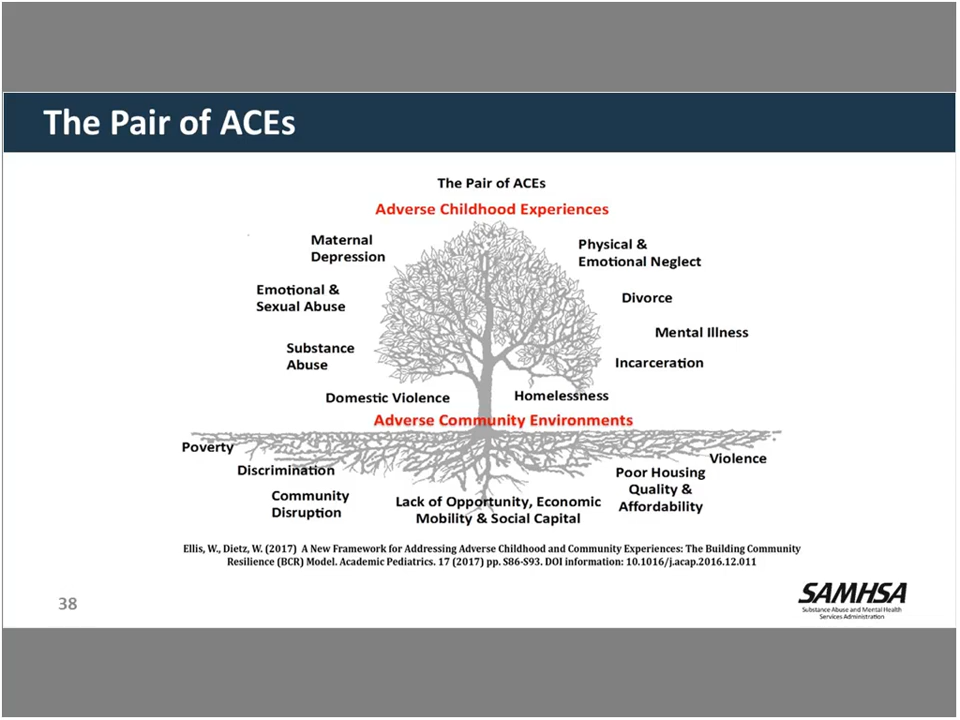 The Pair of ACEs
The Pair of ACEs
Adverse Childhood Experiences
Maternal
Depression
Physical &
Emotional Neglect
Emotional &
Sexual Abuse
Divorce
Mental Illness
Substance
Abuse
Incarceration
Domestic Violence
Homelessness
Adverse Community Environments
Poverty
Discrimination
Violence
Community
Disruption
Lack of Opportunity, Economic
Mobility & Social Capital
Poor Housing
Quality &
Affordability
Ellis, W., Dietz, W. (2017) A New Framework for Addressing Adverse Childhood and Community Experiences: The Building Community
Resilience (BCR) Model. Academic Pediatrics. 17 (2017) pp. S86-S93. DOI information: 10.1016/j.acap.2016.12.011
38
SAMHSA
Substance Abuse and Mental Health
Services Administration